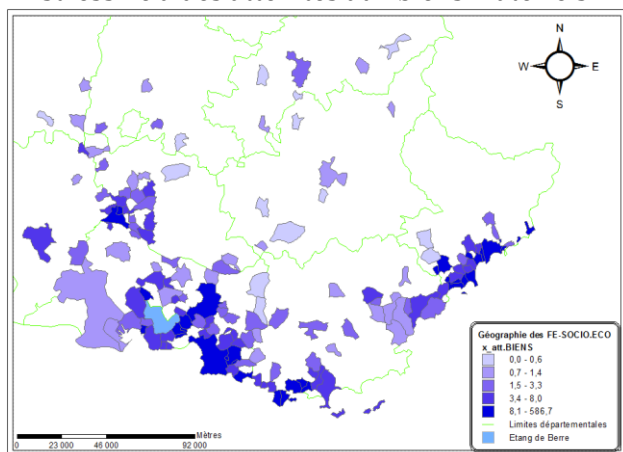 N
W E
S
Géographie des FE-SOCIO.ECO
x_att.BIENS
0,0 - 0,6
0,7 - 1,4
1,5 - 3,3
3,4 - 8,0
8,1 - 586,7
Limites départementales
Etang de Berre
Mètres
0 23 000 46 000 92 000